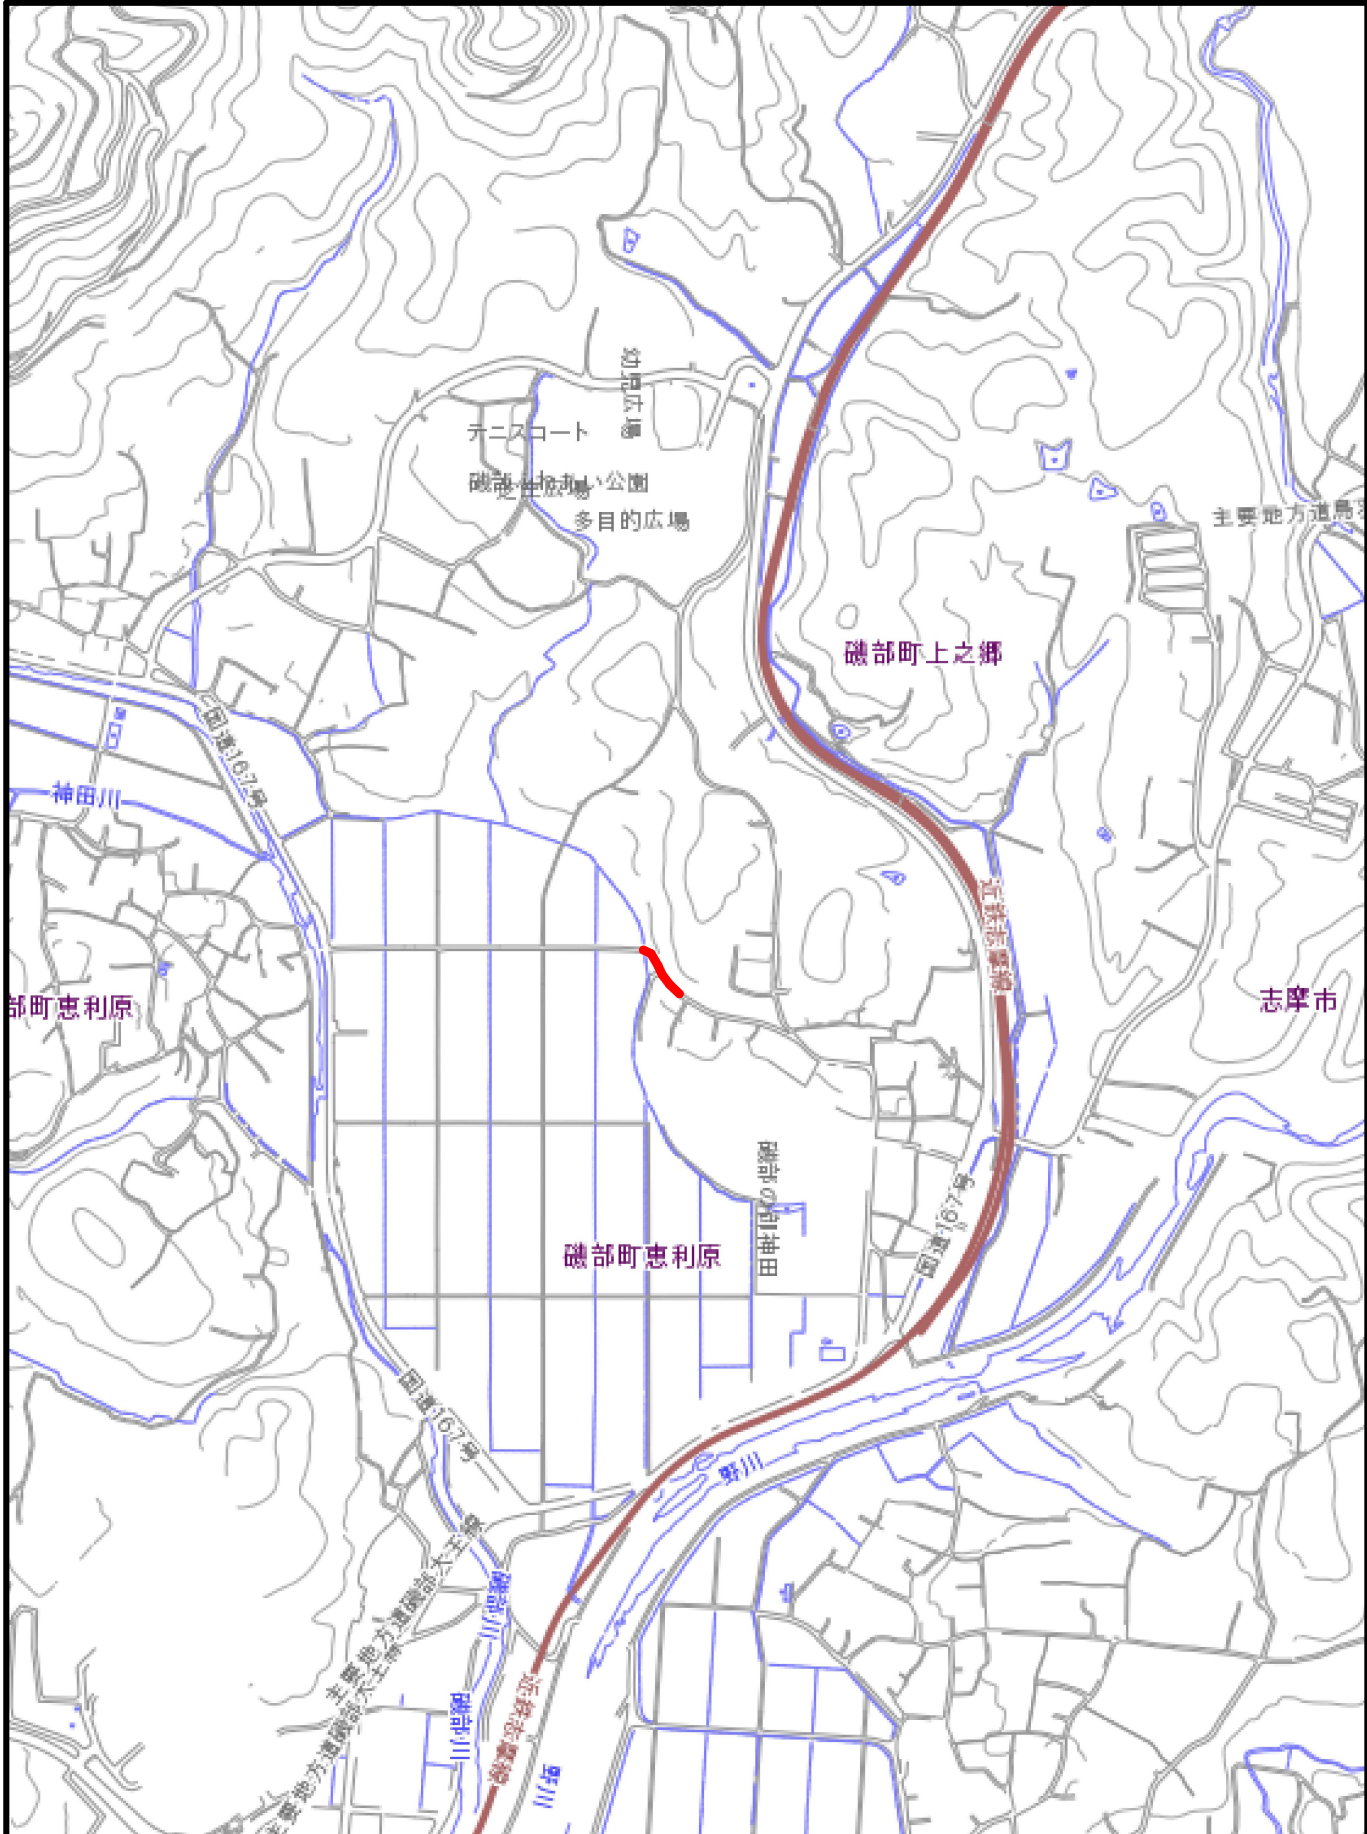 幼児広場
テニスコート
磯部ふれあい公園
芝生広場
多目的広場
主要地方道鳥
磯部町上之郷
国道167号
神田川
近鉄志摩線
部町恵利原
志摩市
磯部の御神田
国道167号
磯部町恵利原
国道167号
野川
主要地方道磯部大王線
主要地方道磯部大王線
磯部川
磯部川
近鉄志摩線
野川